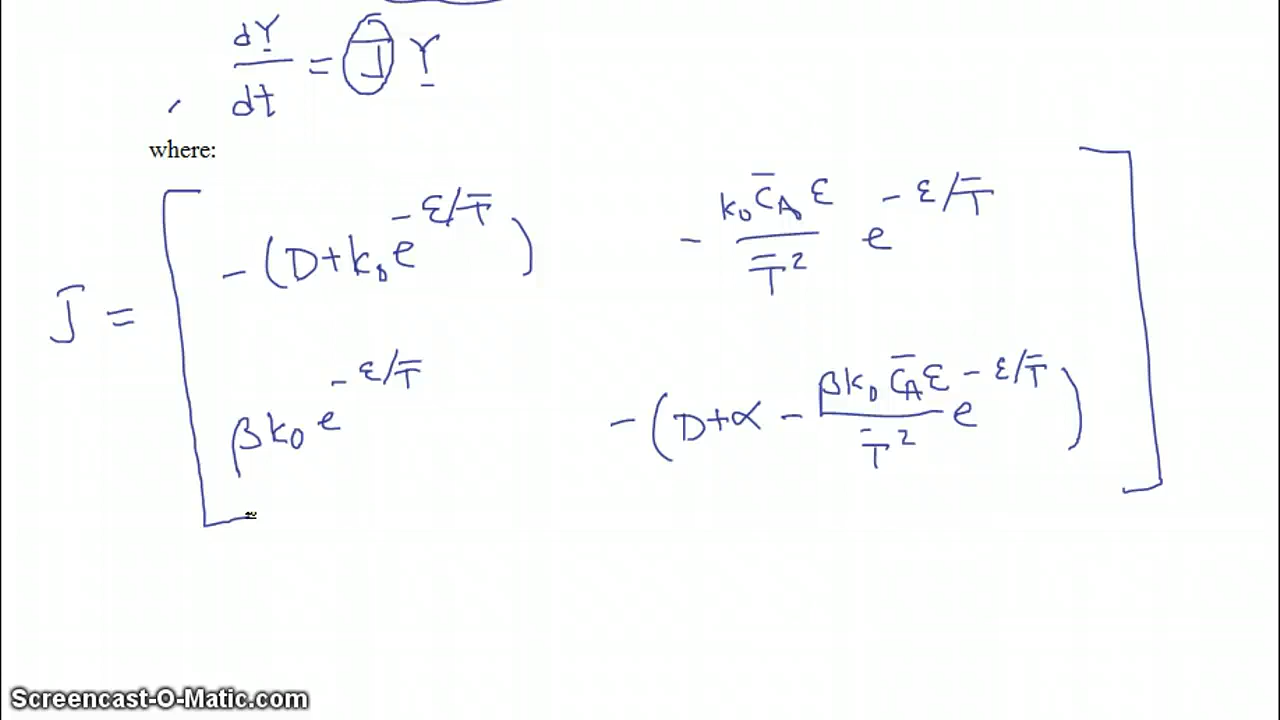 dY/dt = J̄ Y
where:
J = [ -(D+k₀e^(-ε/T̄)) -(k₀C̄_Aε/T̄²) e^(-ε/T̄)
βk₀e^(-ε/T̄) -(D+α - (βk₀C̄_Aε/T̄²) e^(-ε/T̄)) ]
Screencast-O-Matic.com